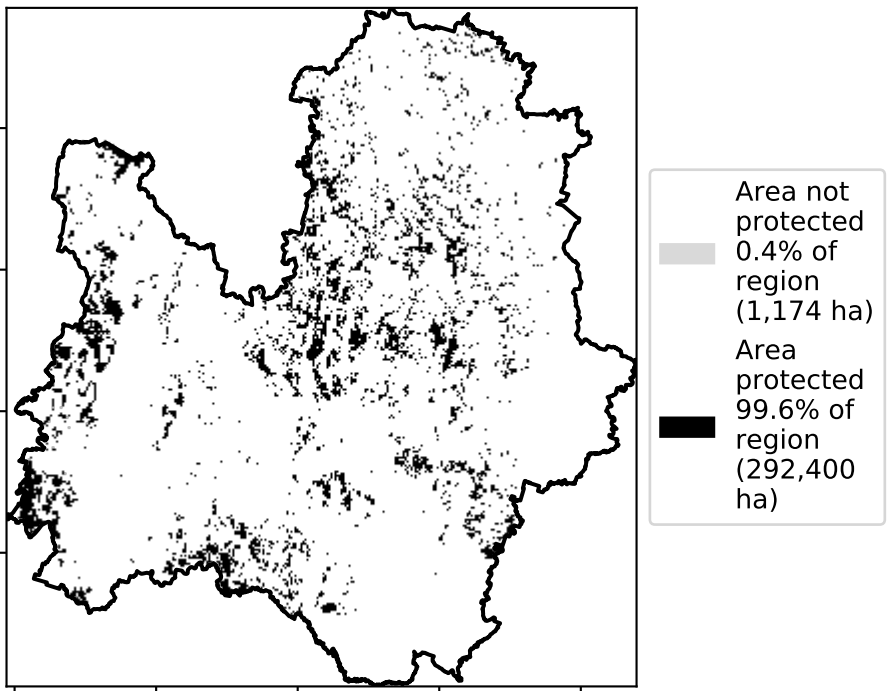 Area not
protected
0.4% of
region
(1,174 ha)
Area
protected
99.6% of
region
(292,400
ha)